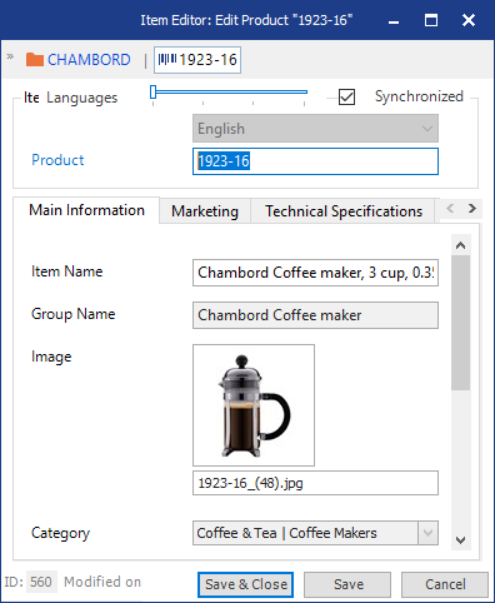 Item Editor: Edit Product "1923-16"
» CHAMBORD | 1923-16
Ite Languages Synchronized
English
Product 1923-16
Main Information Marketing Technical Specifications < >
Item Name Chambord Coffee maker, 3 cup, 0.35
Group Name Chambord Coffee maker
Image
1923-16_(48).jpg
Category Coffee & Tea | Coffee Makers
ID: 560 Modified on Save & Close Save Cancel